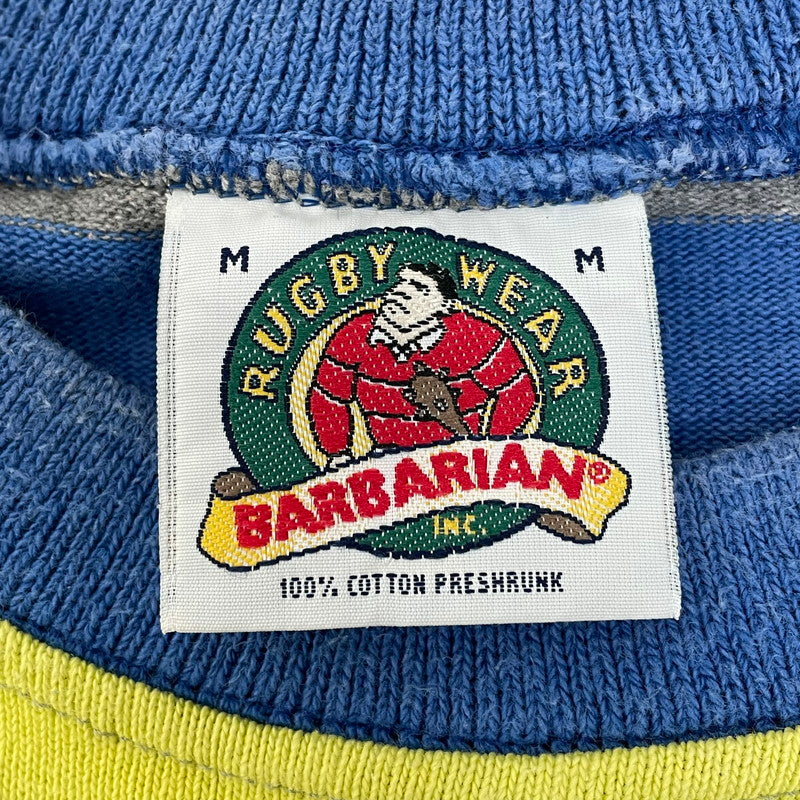 M M
RUGBY WEAR
BARBARIAN®
INC.
100% COTTON PRESHRUNK